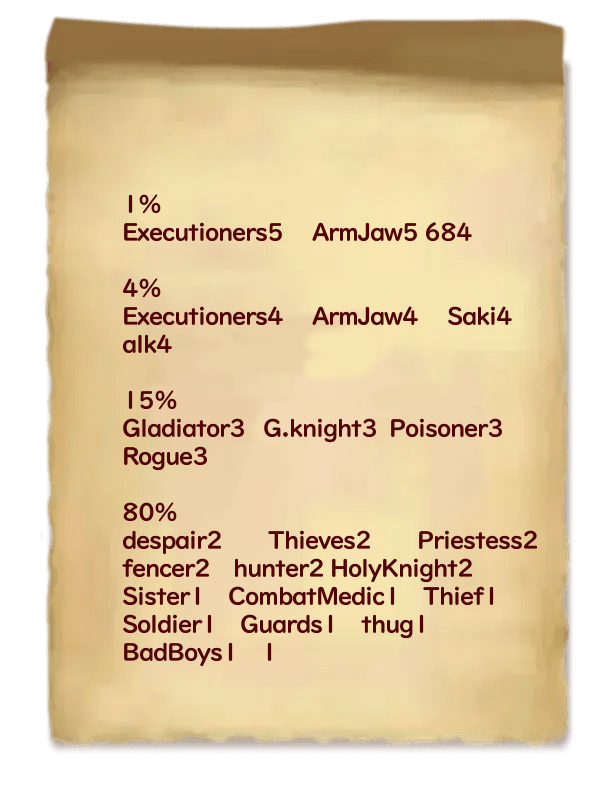 1%
Executioners5 ArmJaw5 684
4%
Executioners4 ArmJaw4 Saki4
alk4
15%
Gladiator3 G.knight3 Poisoner3
Rogue3
80%
despair2 Thieves2 Priestess2
fencer2 hunter2 HolyKnight2
Sister1 CombatMedic1 Thief1
Soldier1 Guards1 thug1
BadBoys1 1